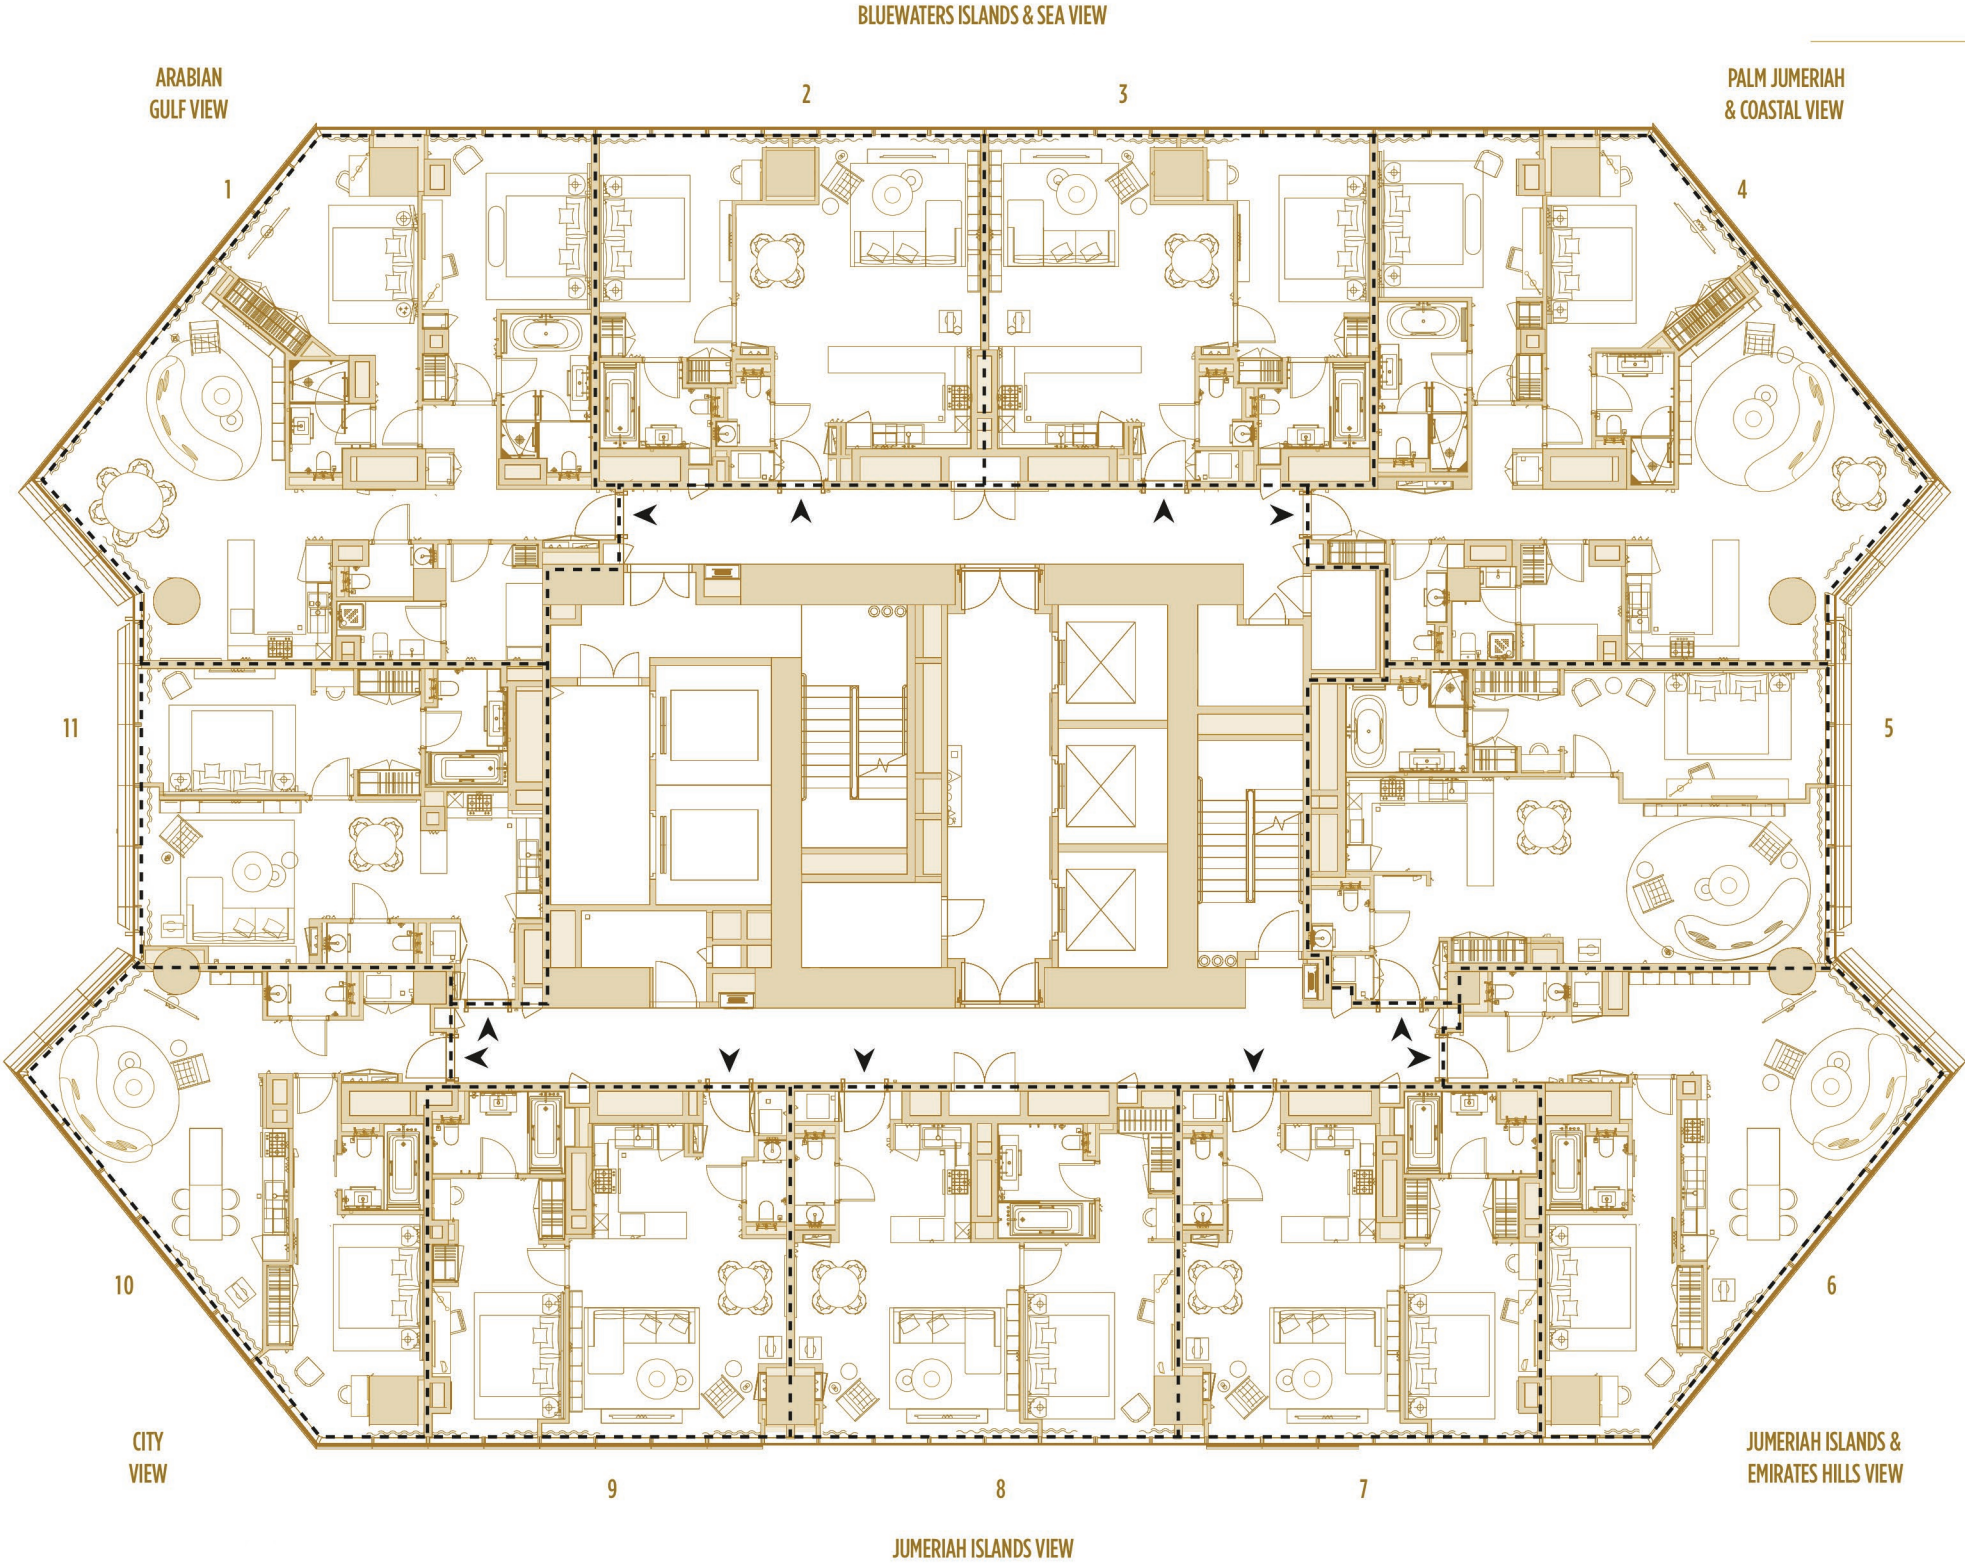 BLUEWATERS ISLANDS & SEA VIEW
ARABIAN
GULF VIEW
2
3
PALM JUMERIAH
& COASTAL VIEW
1
4
11
5
10
6
CITY
VIEW
9
8
7
JUMERIAH ISLANDS &
EMIRATES HILLS VIEW
JUMERIAH ISLANDS VIEW